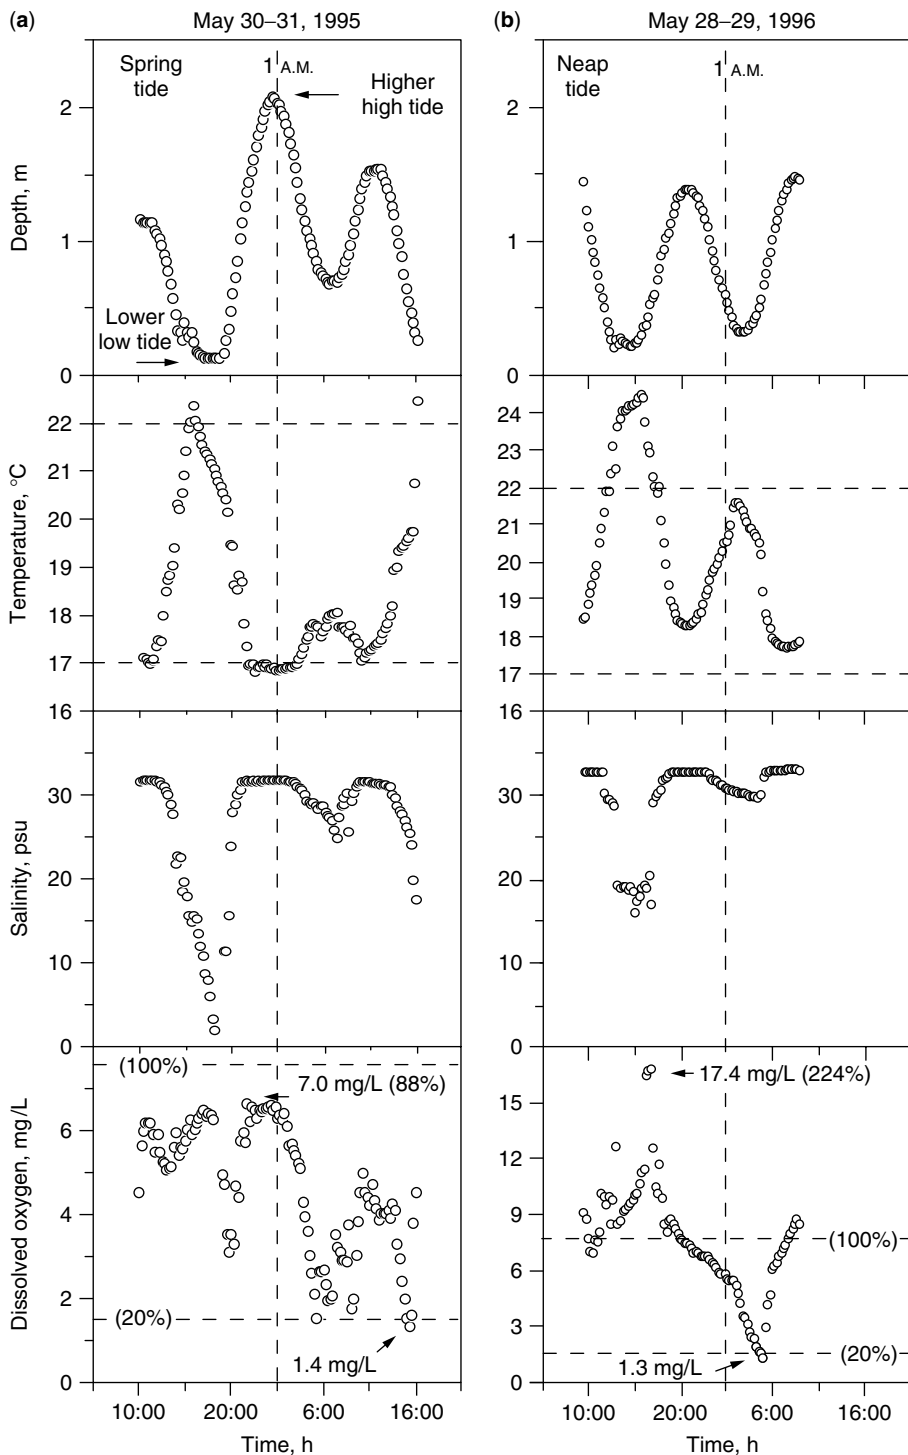 (a)
May 30–31, 1995
(b)
May 28–29, 1996
Spring
tide
1 A.M.
Higher
high tide
Lower
low tide
Depth, m
2
1
0
Neap
tide
1 A.M.
2
1
0
Temperature, °C
22
21
20
19
18
17
16
24
23
22
21
20
19
18
17
16
Salinity, psu
30
20
10
0
30
20
10
0
Dissolved oxygen, mg/L
(100%)
7.0 mg/L (88%)
6
4
2
(20%)
1.4 mg/L
0
17.4 mg/L (224%)
15
12
9
(100%)
6
3
(20%)
1.3 mg/L
0
10:00 20:00 6:00 16:00
Time, h
10:00 20:00 6:00 16:00
Time, h